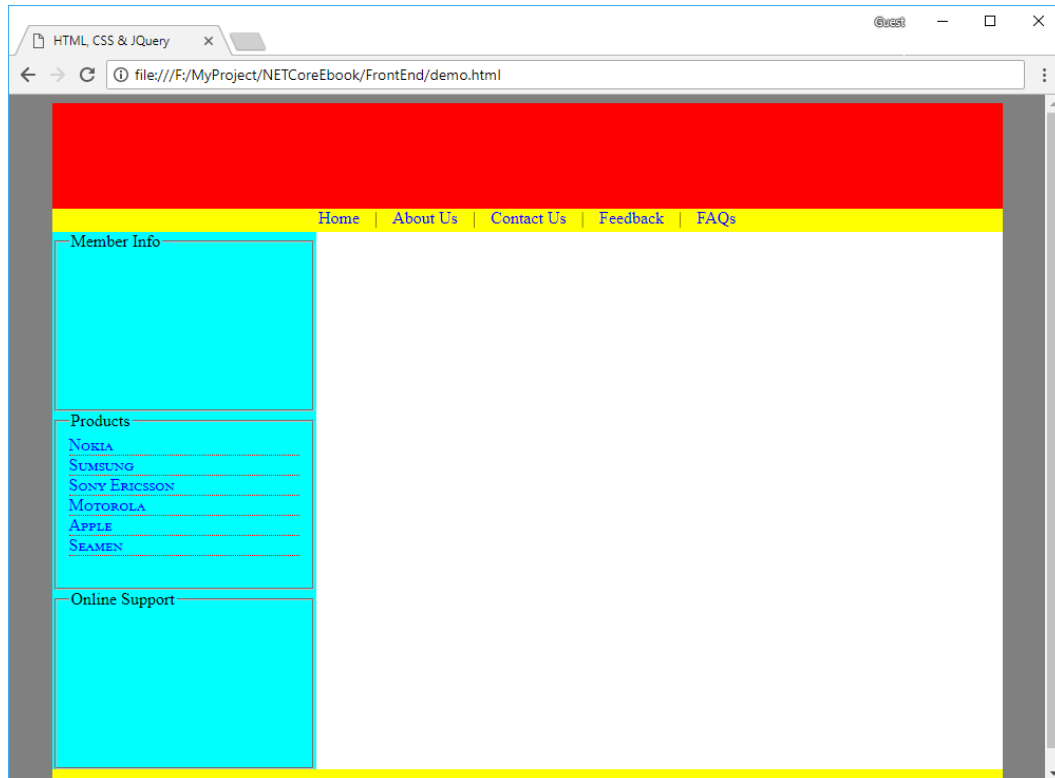 Guest
HTML, CSS & JQuery
file:///F:/MyProject/NETCoreEbook/FrontEnd/demo.html
Home | About Us | Contact Us | Feedback | FAQs
Member Info
Products
Nokia
Sumsung
Sony Ericsson
Motorola
Apple
Seamen
Online Support